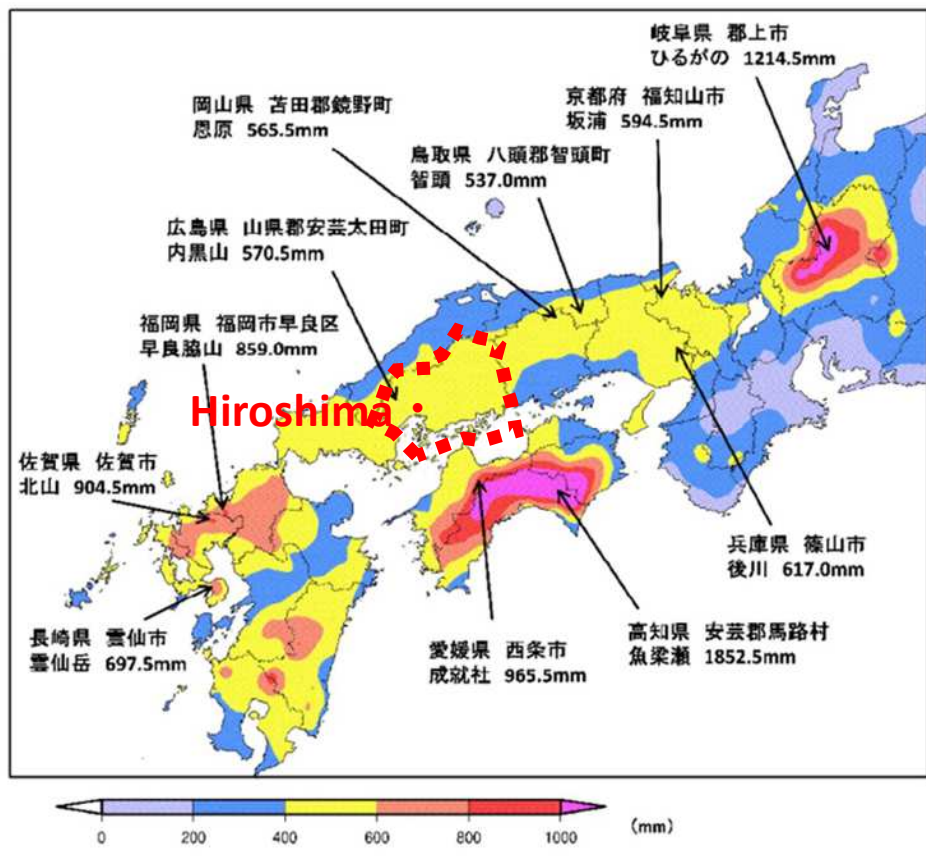 岐阜県 郡上市
ひるがの 1214.5mm
岡山県 苫田郡鏡野町
恩原 565.5mm
京都府 福知山市
坂浦 594.5mm
鳥取県 八頭郡智頭町
智頭 537.0mm
広島県 山県郡安芸太田町
内黒山 570.5mm
福岡県 福岡市早良区
早良脇山 859.0mm
Hiroshima
佐賀県 佐賀市
北山 904.5mm
兵庫県 篠山市
後川 617.0mm
長崎県 雲仙市
雲仙岳 697.5mm
愛媛県 西条市
成就社 965.5mm
高知県 安芸郡馬路村
魚梁瀬 1852.5mm
0 200 400 600 800 1000 (mm)